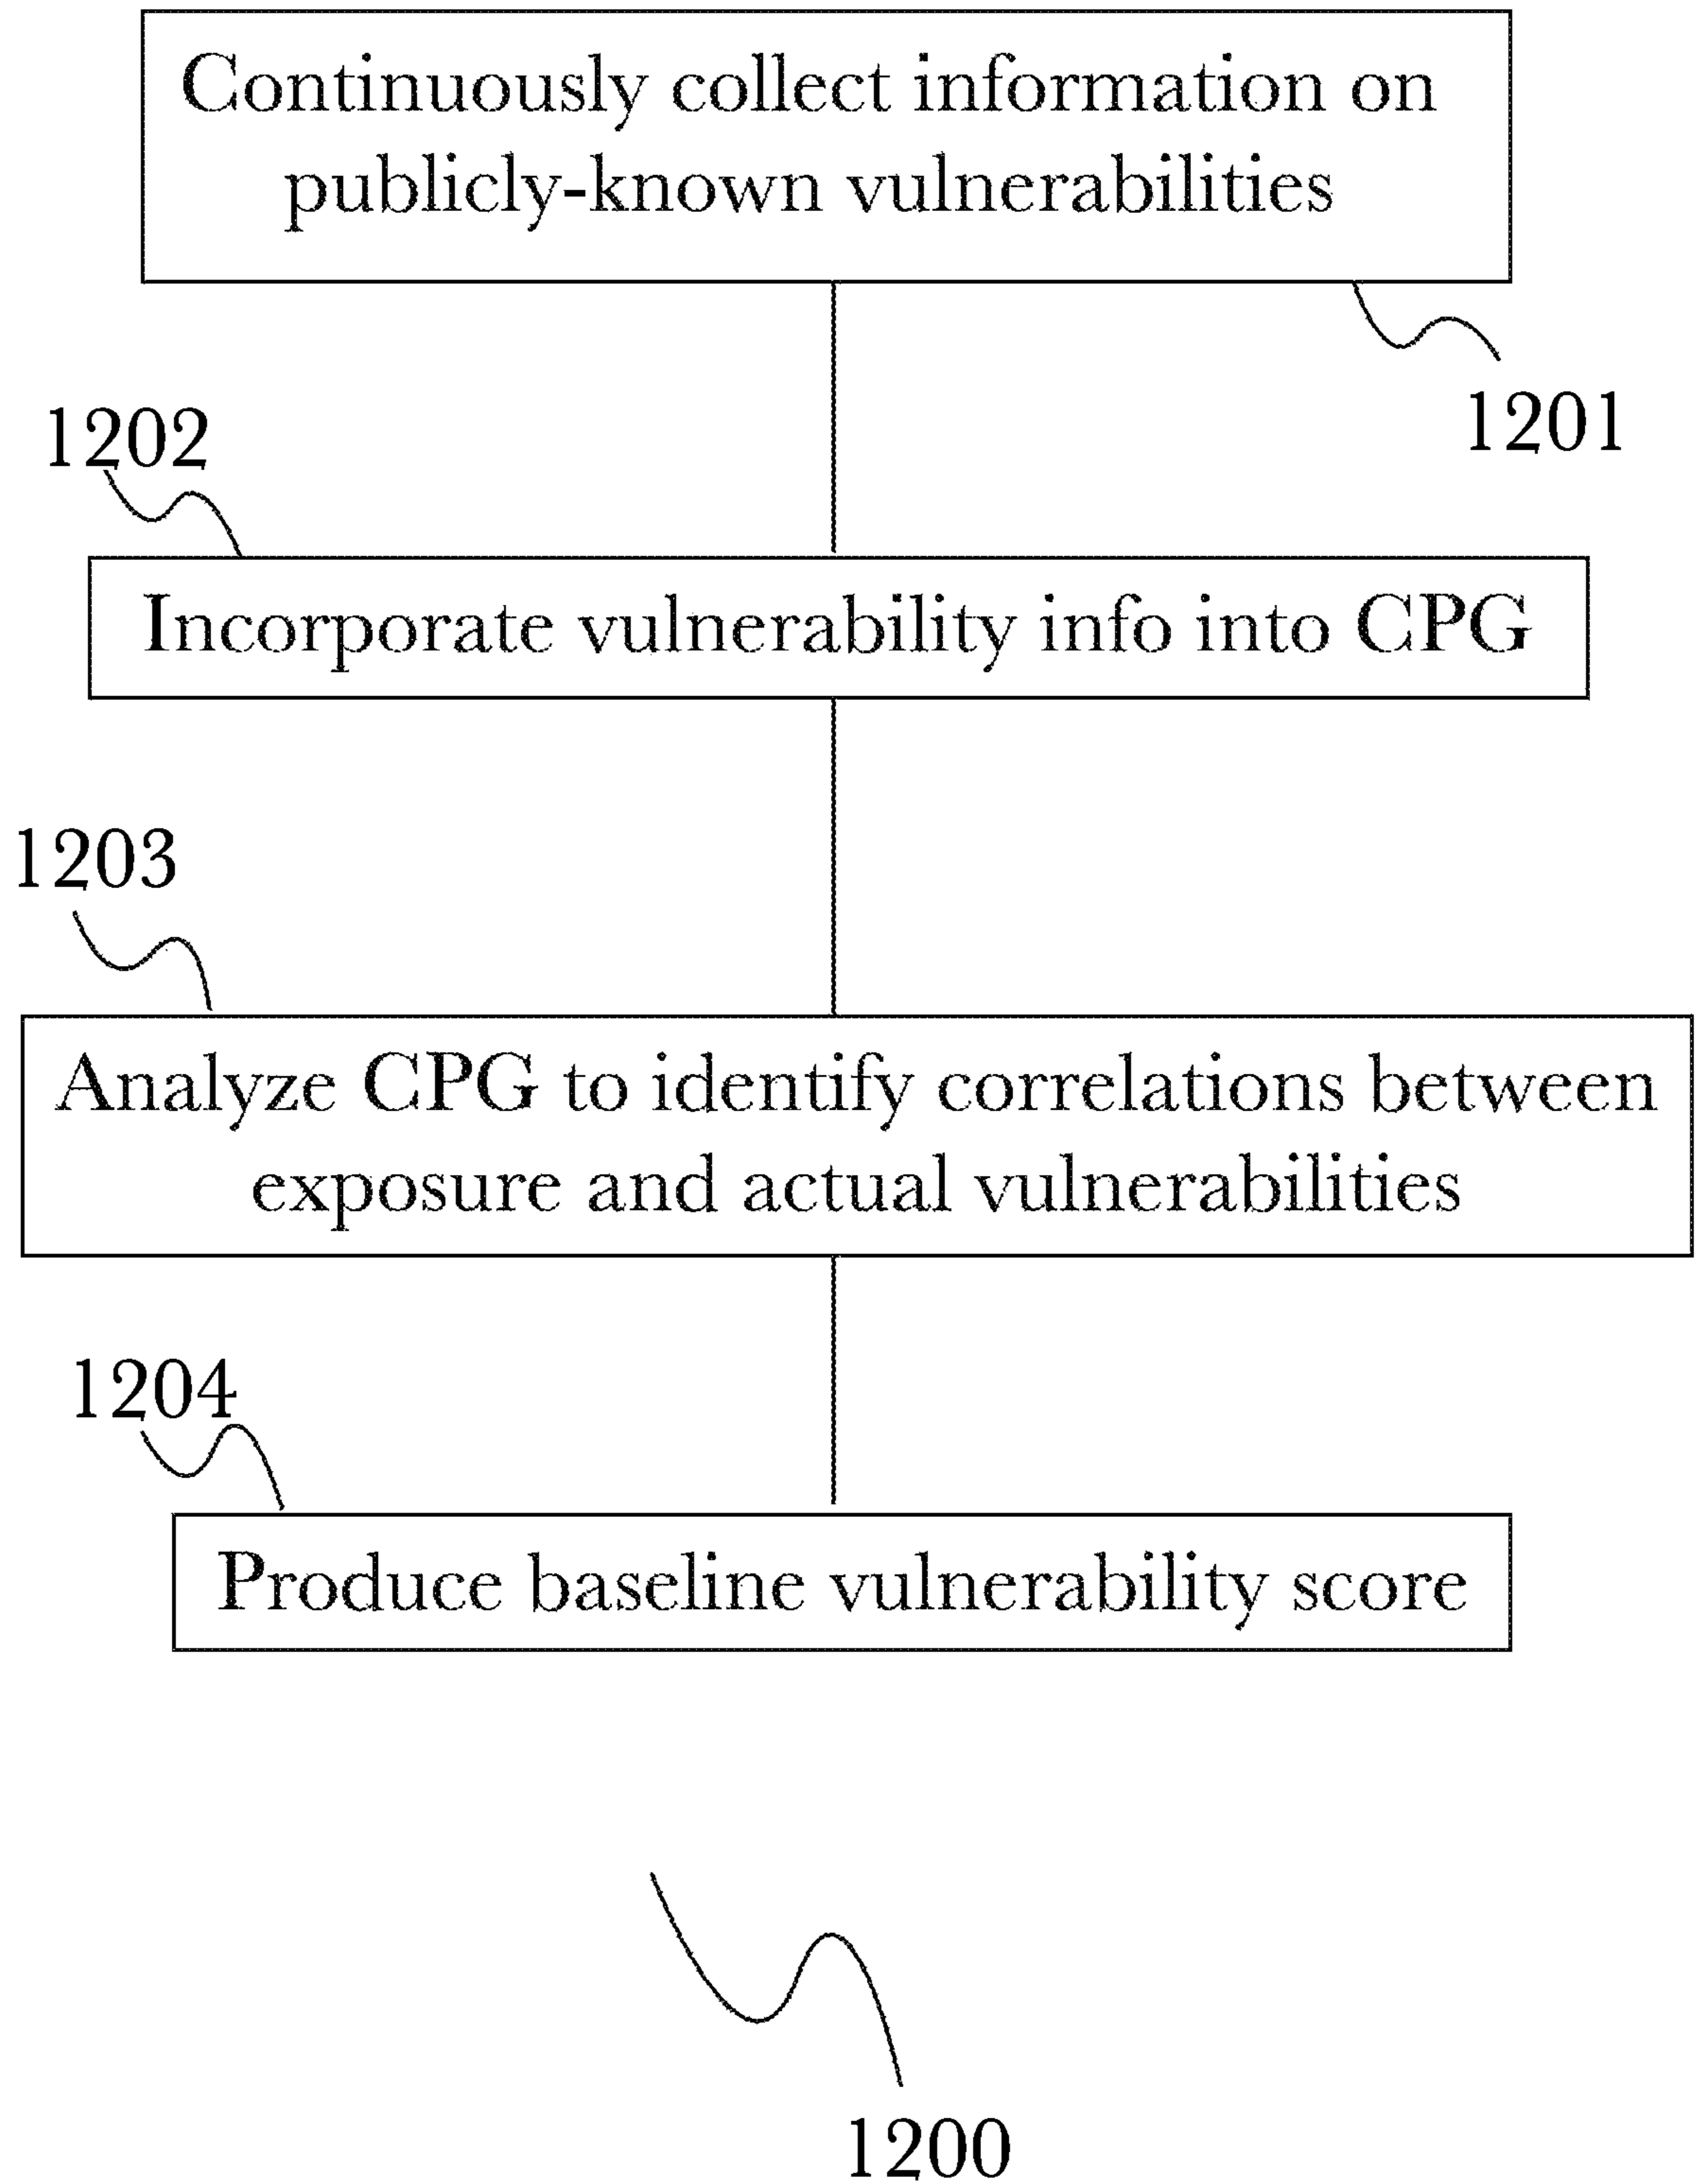 Continuously collect information on
publicly-known vulnerabilities
1201
1202
Incorporate vulnerability info into CPG
1203
Analyze CPG to identify correlations between
exposure and actual vulnerabilities
1204
Produce baseline vulnerability score
1200